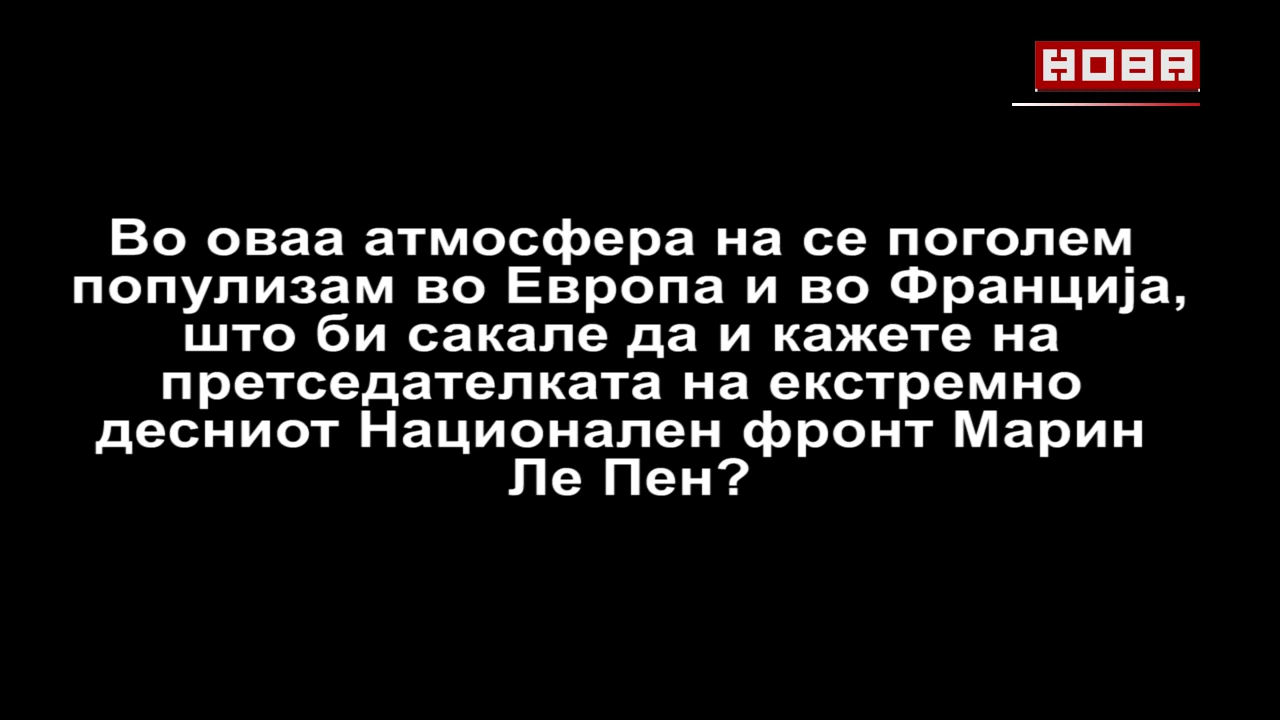 НОВА
Во оваа атмосфера на се поголем
популизам во Европа и во Франција,
што би сакале да и кажете на
претседателката на екстремно
десниот Национален фронт Марин
Ле Пен?